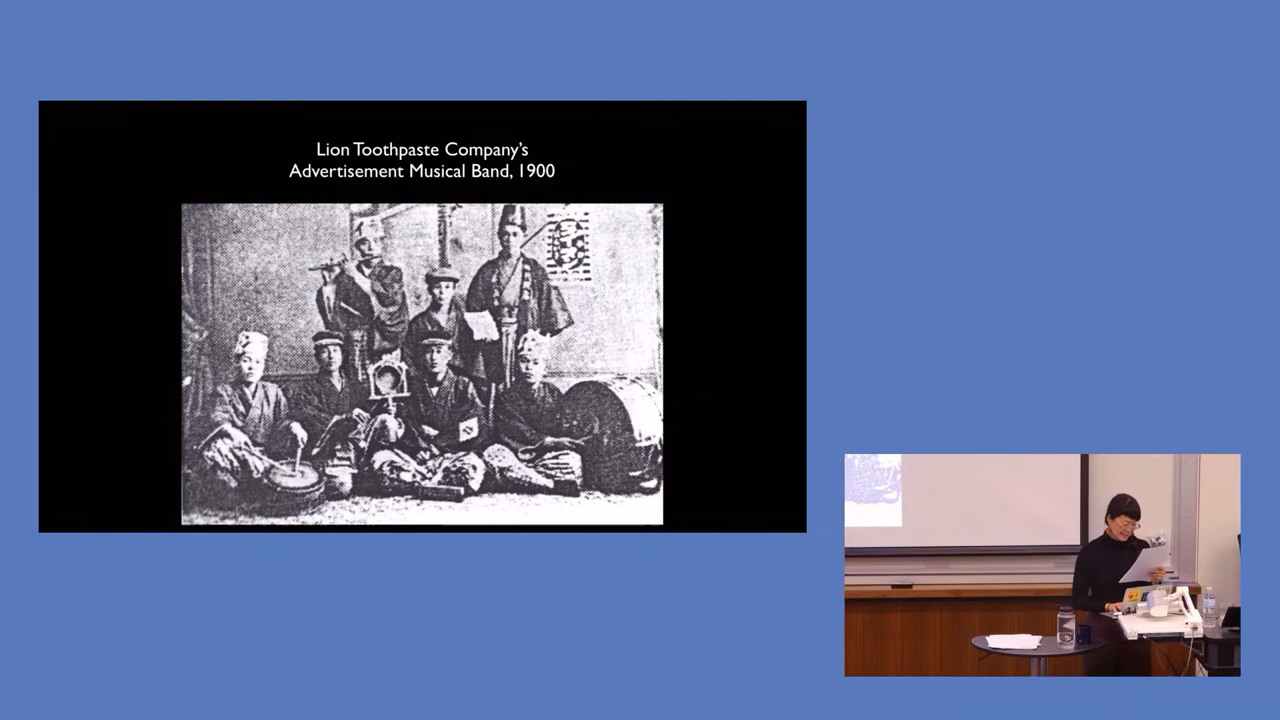 Lion Toothpaste Company's
Advertisement Musical Band, 1900